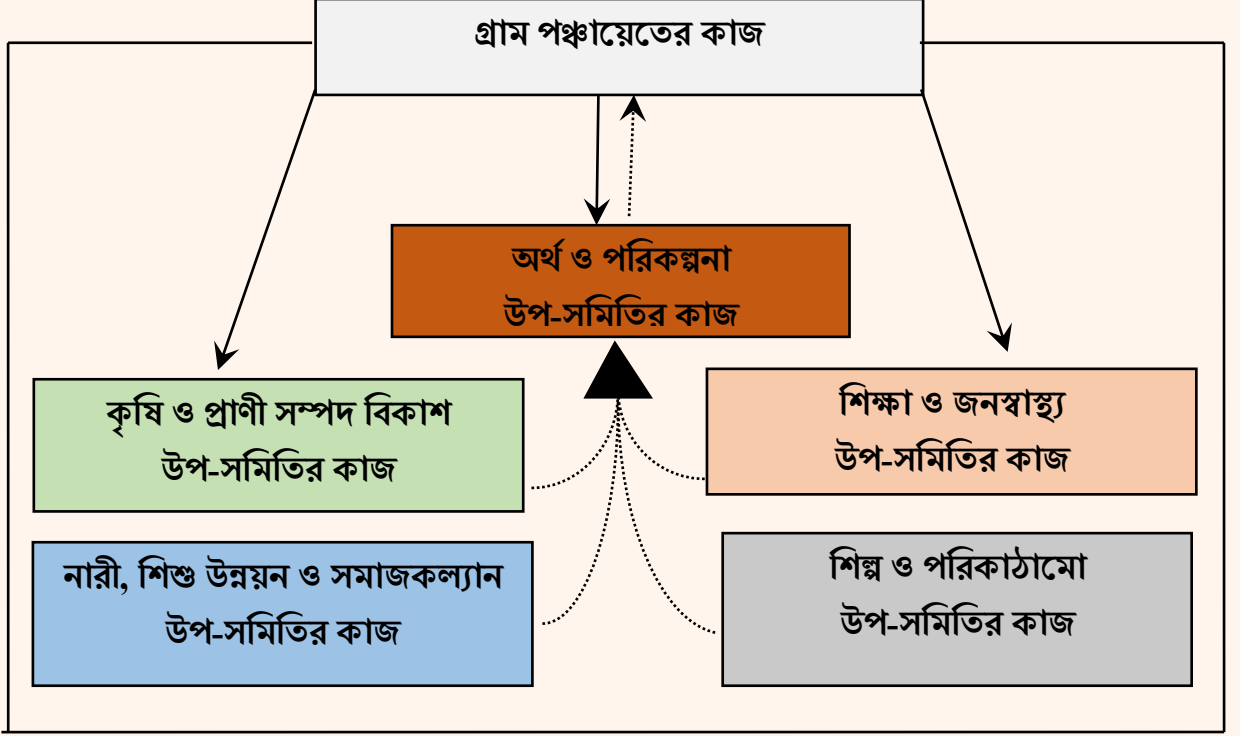 গ্রাম পঞ্চায়েতের কাজ
অর্থ ও পরিকল্পনা
উপ-সমিতির কাজ
কৃষি ও প্রাণী সম্পদ বিকাশ
উপ-সমিতির কাজ
শিক্ষা ও জনস্বাস্থ্য
উপ-সমিতির কাজ
নারী, শিশু উন্নয়ন ও সমাজকল্যান
উপ-সমিতির কাজ
শিল্প ও পরিকাঠামো
উপ-সমিতির কাজ